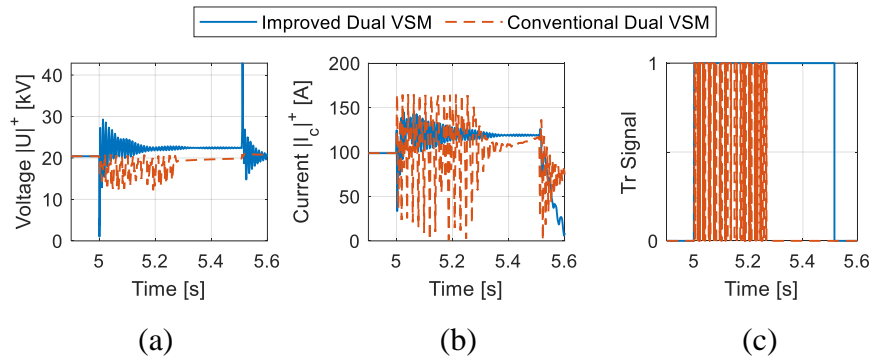 Improved Dual VSM Conventional Dual VSM
Voltage |U|⁺ [kV]
40
30
20
10
0
5 5.2 5.4 5.6
Time [s]
(a)
Current |I_c|⁺ [A]
200
150
100
50
0
5 5.2 5.4 5.6
Time [s]
(b)
Tr Signal
1
0
5 5.2 5.4 5.6
Time [s]
(c)